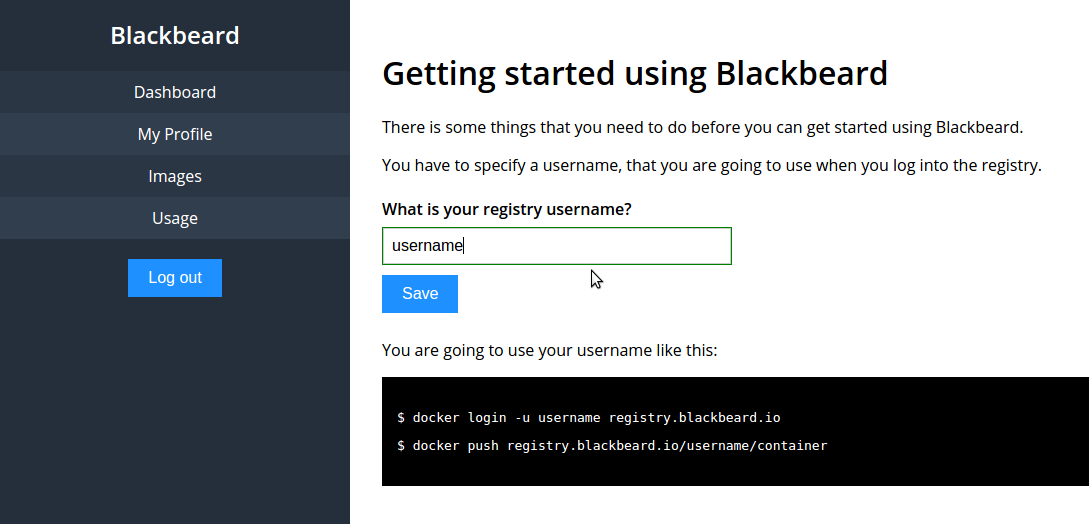 Blackbeard
Dashboard
My Profile
Images
Usage
Log out
Getting started using Blackbeard
There is some things that you need to do before you can get started using Blackbeard.
You have to specify a username, that you are going to use when you log into the registry.
What is your registry username?
username
Save
You are going to use your username like this:
$ docker login -u username registry.blackbeard.io
$ docker push registry.blackbeard.io/username/container